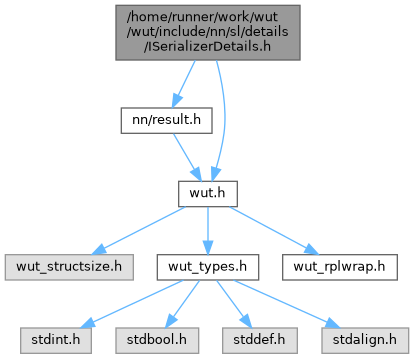 /home/runner/work/wut
/wut/include/nn/sl/details
/ISerializerDetails.h
nn/result.h
wut.h
wut_structsize.h
wut_types.h
wut_rplwrap.h
stdint.h
stdbool.h
stddef.h
stdalign.h